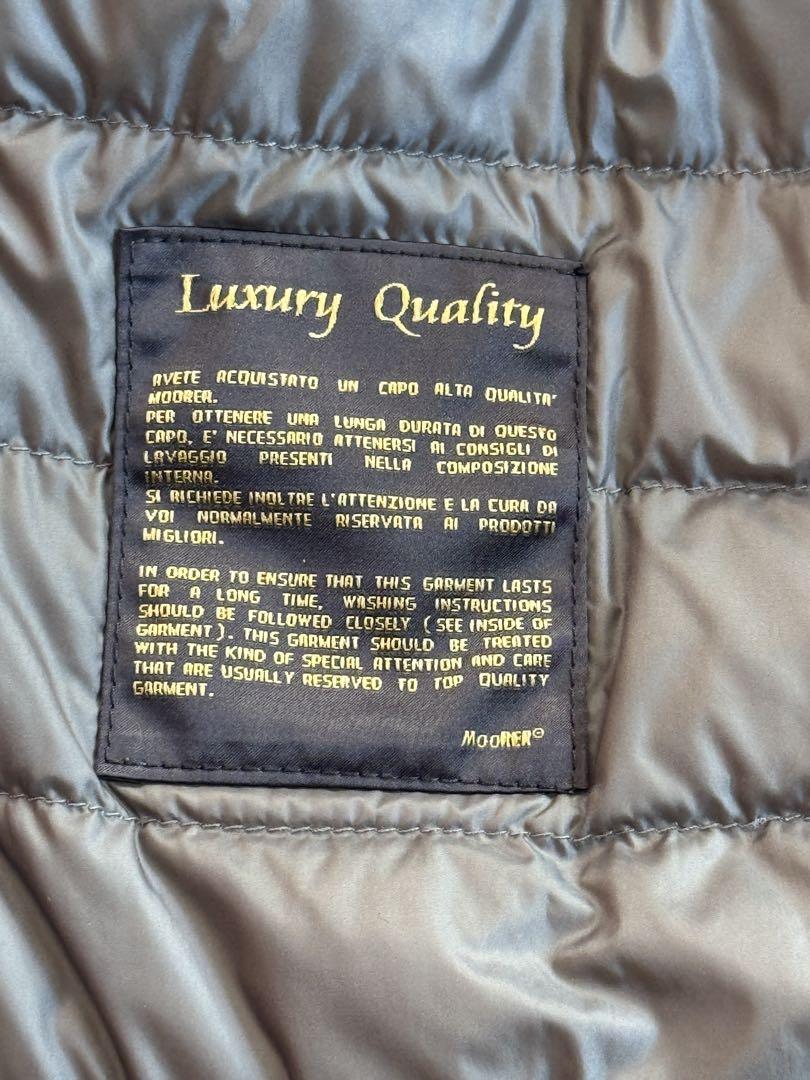 Luxury Quality
AVETE ACQUISTATO UN CAPO ALTA QUALITA'
MOORER.
PER OTTENERE UNA LUNGA DURATA DI QUESTO
CAPO, E' NECESSARIO ATTENERSI AI CONSIGLI DI
LAVAGGIO PRESENTI NELLA COMPOSIZIONE
INTERNA.
SI RICHIEDE INOLTRE L'ATTENZIONE E LA CURA DA
VOI NORMALMENTE RISERVATA AI PRODOTTI
MIGLIORI.
IN ORDER TO ENSURE THAT THIS GARMENT LASTS
FOR A LONG TIME, WASHING INSTRUCTIONS
SHOULD BE FOLLOWED CLOSELY (SEE INSIDE OF
GARMENT). THIS GARMENT SHOULD BE TREATED
WITH THE KIND OF SPECIAL ATTENTION AND CARE
THAT ARE USUALLY RESERVED TO TOP QUALITY
GARMENT.
MOORER©